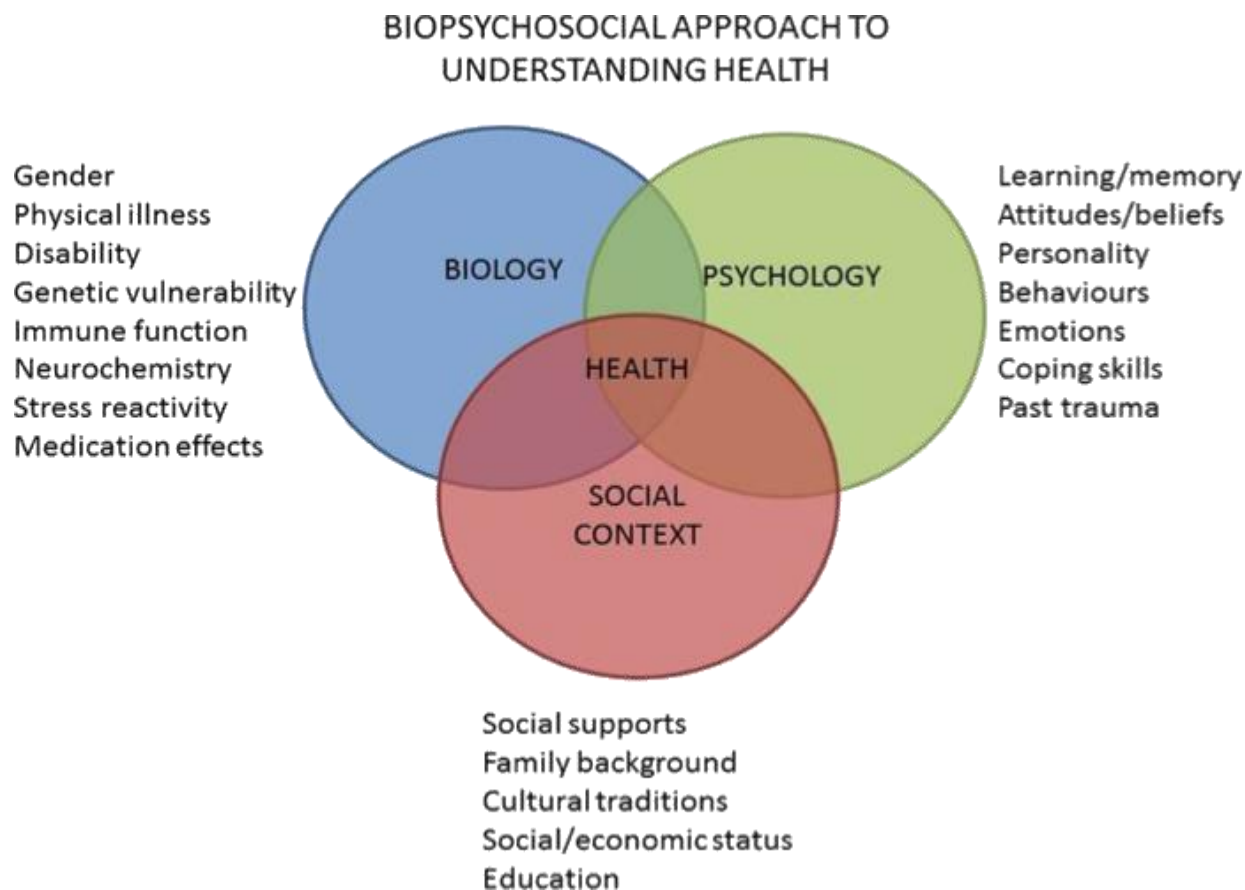 BIOPSYCHOSOCIAL APPROACH TO
UNDERSTANDING HEALTH
Gender
Physical illness
Disability
Genetic vulnerability
Immune function
Neurochemistry
Stress reactivity
Medication effects
BIOLOGY
PSYCHOLOGY
HEALTH
SOCIAL
CONTEXT
Learning/memory
Attitudes/beliefs
Personality
Behaviours
Emotions
Coping skills
Past trauma
Social supports
Family background
Cultural traditions
Social/economic status
Education